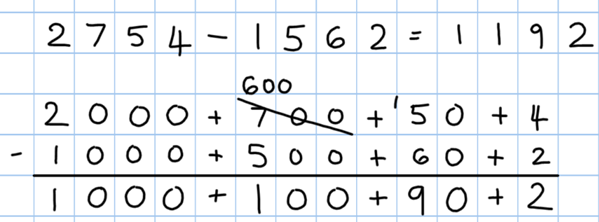 2754 - 1562 = 1192
600
2000 + 700 + '50 + 4
- 1000 + 500 + 60 + 2
1000 + 100 + 90 + 2